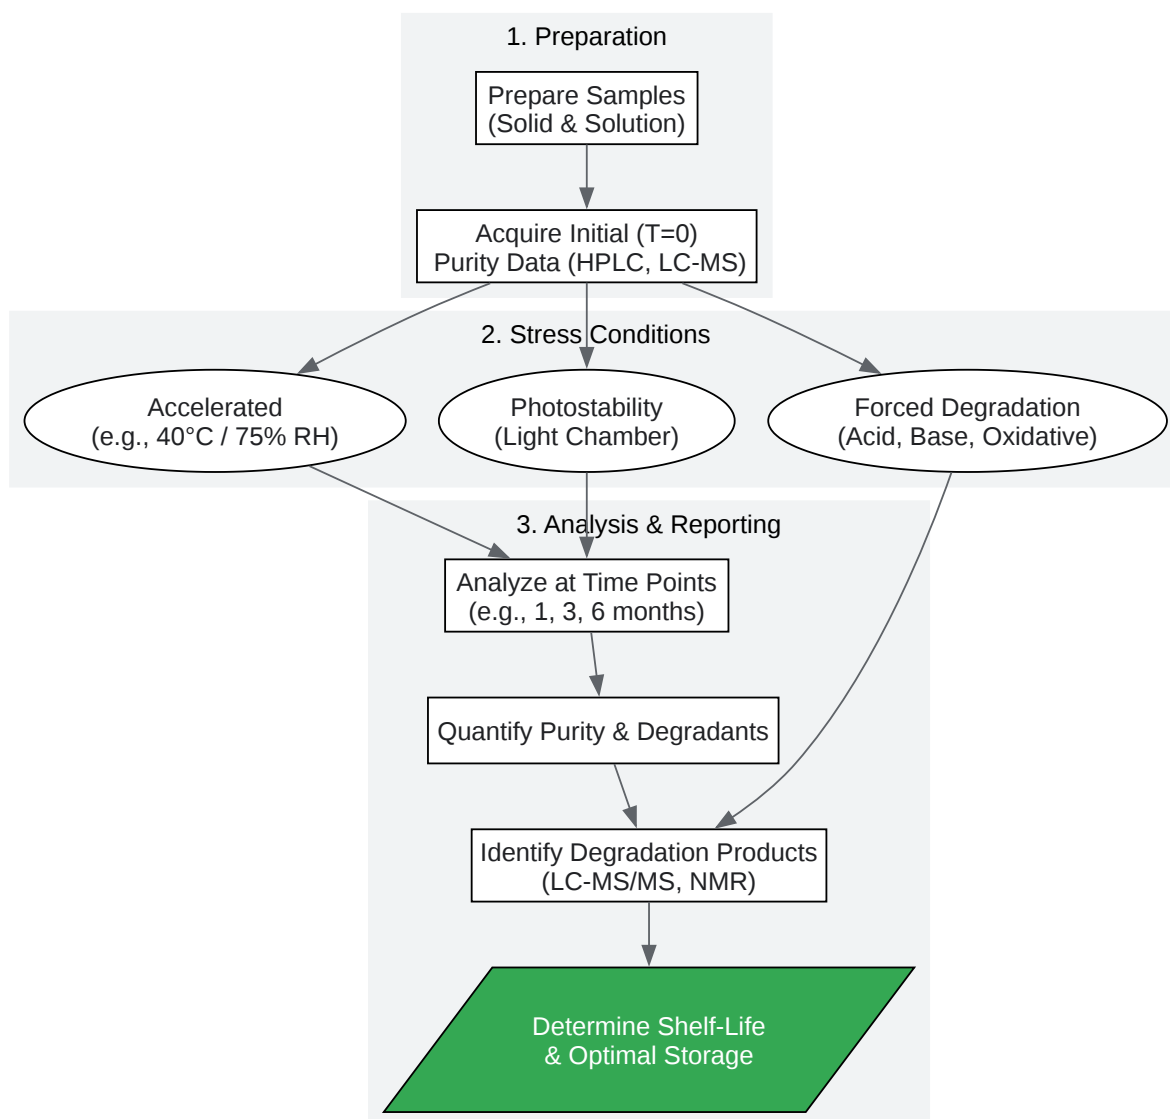 1. Preparation
Prepare Samples
(Solid & Solution)
Acquire Initial (T=0)
Purity Data (HPLC, LC-MS)
2. Stress Conditions
Accelerated
(e.g., 40°C / 75% RH)
Photostability
(Light Chamber)
Forced Degradation
(Acid, Base, Oxidative)
3. Analysis & Reporting
Analyze at Time Points
(e.g., 1, 3, 6 months)
Quantify Purity & Degradants
Identify Degradation Products
(LC-MS/MS, NMR)
Determine Shelf-Life
& Optimal Storage